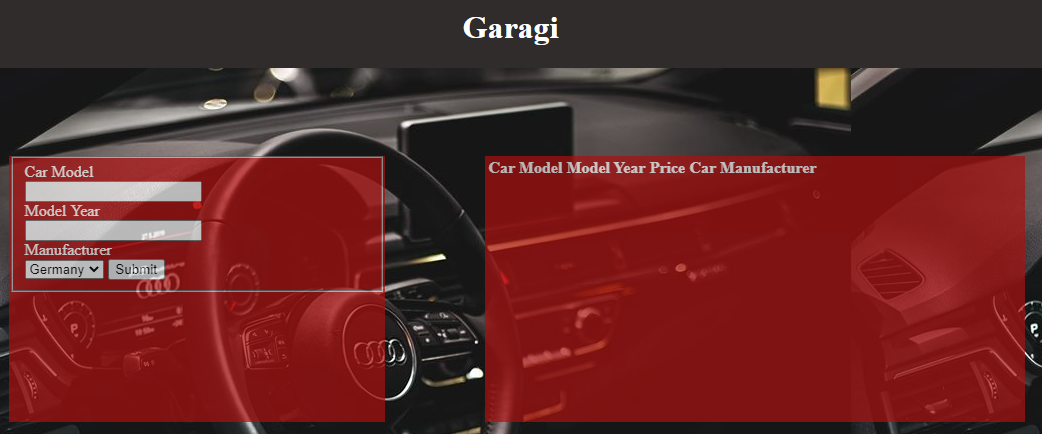 Garagi
Car Model
Model Year
Manufacturer
Germany Submit
Car Model Model Year Price Car Manufacturer
P